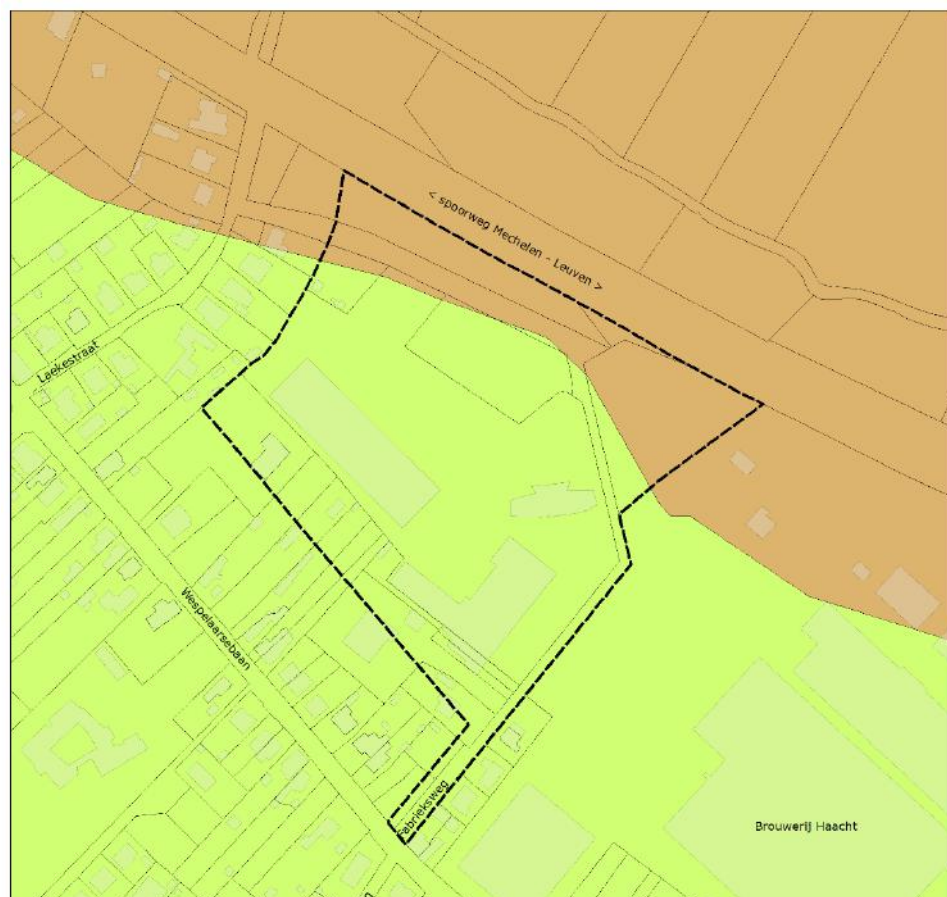 < spoorweg Mechelen - Leuven >
Laekestraat
Wespelaarsebaan
Fabrieksweg
Brouwerij Haacht